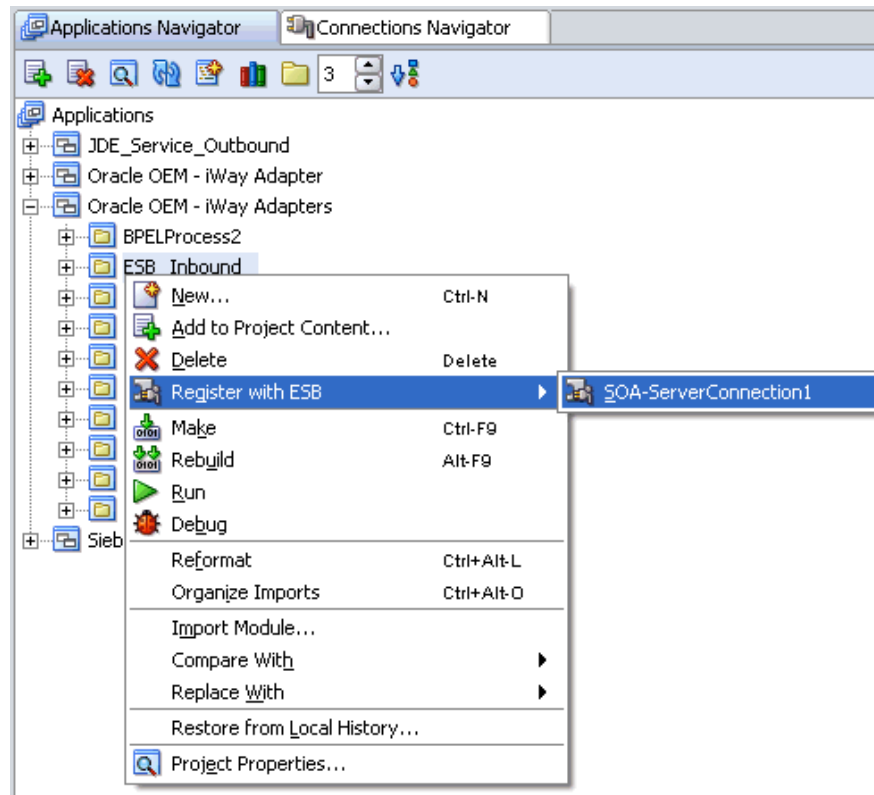 Applications Navigator Connections Navigator
3
Applications
JDE_Service_Outbound
Oracle OEM - iWay Adapter
Oracle OEM - iWay Adapters
BPELProcess2
ESB_Inbound
New... Ctrl-N
Add to Project Content...
Delete Delete
Register with ESB SOA-ServerConnection1
Make Ctrl-F9
Rebuild Alt-F9
Run
Debug
Sieb
Reformat Ctrl+Alt-L
Organize Imports Ctrl+Alt-O
Import Module...
Compare With
Replace With
Restore from Local History...
Project Properties...